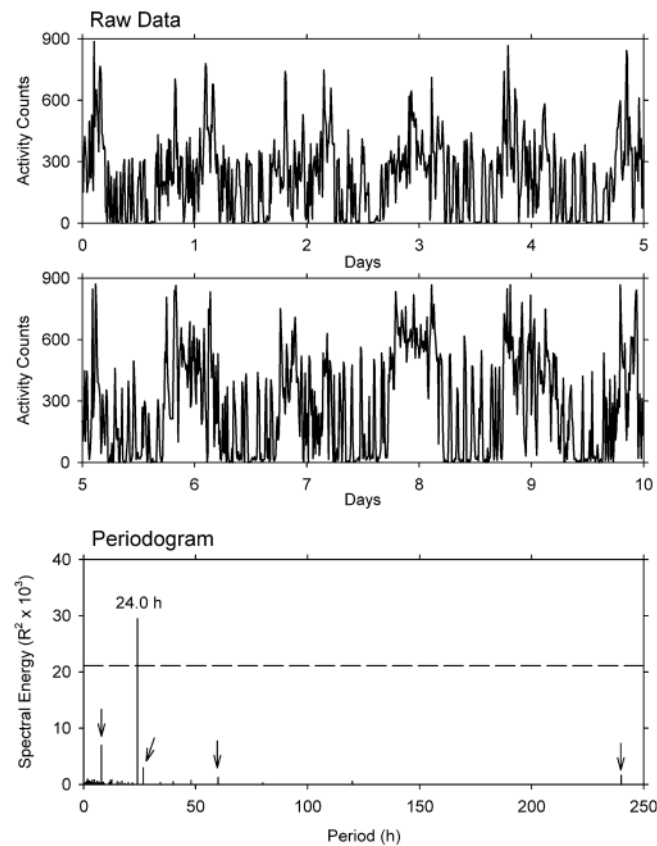 Raw Data
900
600
300
0
Activity Counts
0 1 2 3 4 5
Days
900
600
300
0
Activity Counts
5 6 7 8 9 10
Days
Periodogram
40
30
20
10
0
Spectral Energy (R² x 10³)
24.0 h
0 50 100 150 200 250
Period (h)